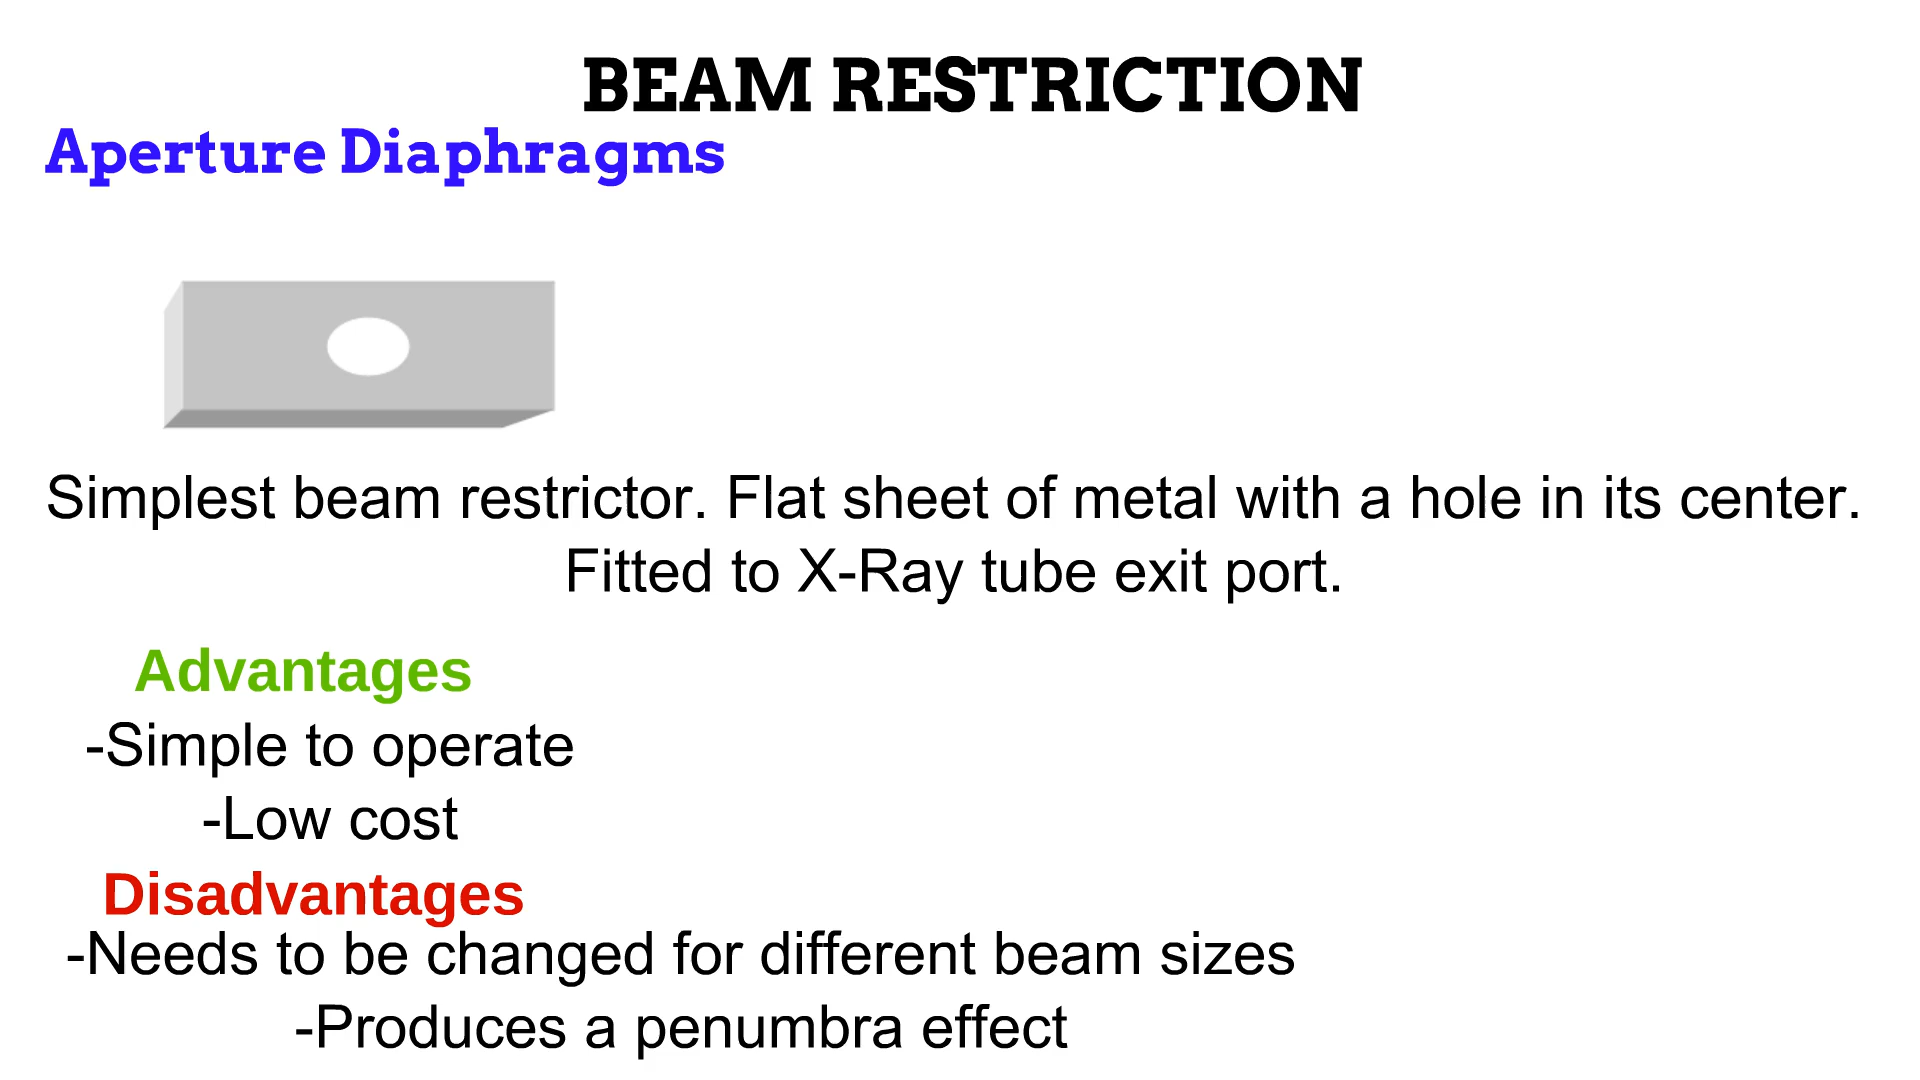 BEAM RESTRICTION
Aperture Diaphragms
Simplest beam restrictor. Flat sheet of metal with a hole in its center.
Fitted to X-Ray tube exit port.
Advantages
-Simple to operate
-Low cost
Disadvantages
-Needs to be changed for different beam sizes
-Produces a penumbra effect